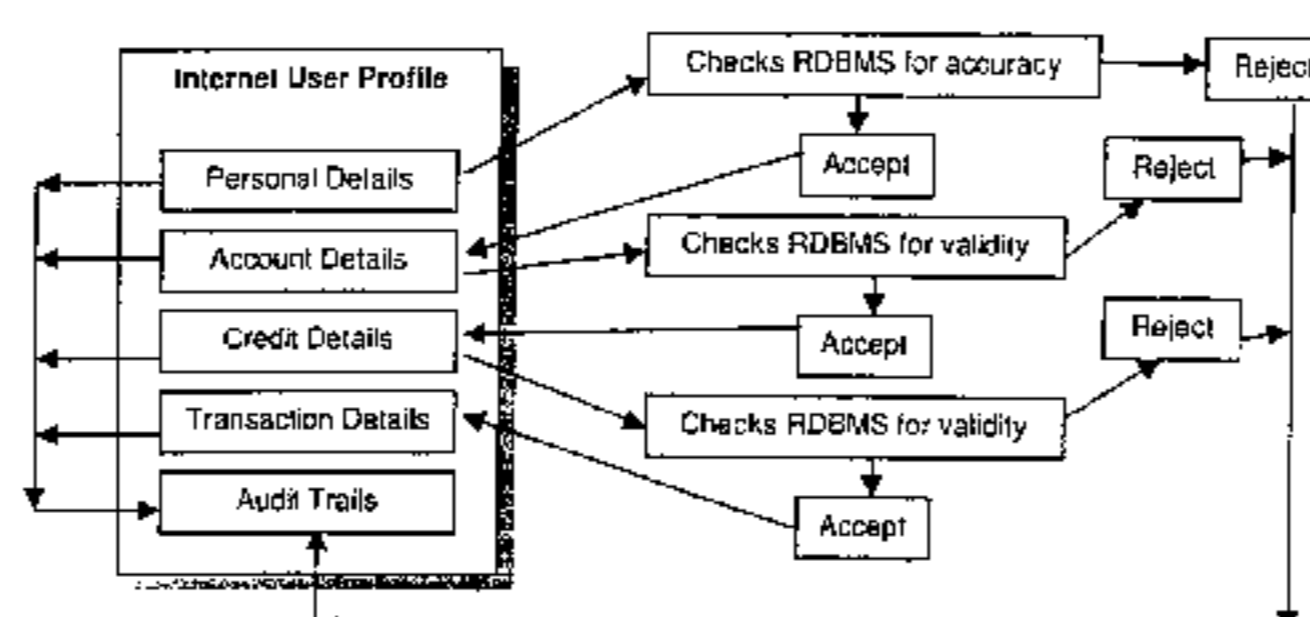 Internet User Profile
Personal Details
Account Details
Credit Details
Transaction Details
Audit Trails
Checks RDBMS for accuracy
Reject
Accept
Reject
Checks RDBMS for validity
Accept
Reject
Checks RDBMS for validity
Accept